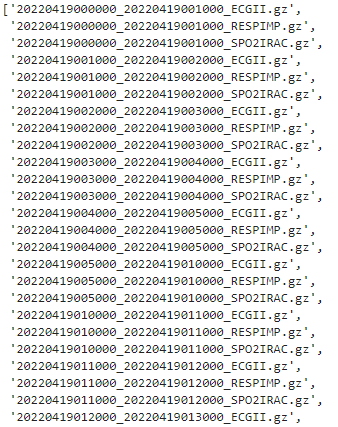 ['20220419000000_20220419001000_ECGII.gz',
'20220419000000_20220419001000_RESPIMP.gz',
'20220419000000_20220419001000_SPO2IRAC.gz',
'20220419001000_20220419002000_ECGII.gz',
'20220419001000_20220419002000_RESPIMP.gz',
'20220419001000_20220419002000_SPO2IRAC.gz',
'20220419002000_20220419003000_ECGII.gz',
'20220419002000_20220419003000_RESPIMP.gz',
'20220419002000_20220419003000_SPO2IRAC.gz',
'20220419003000_20220419004000_ECGII.gz',
'20220419003000_20220419004000_RESPIMP.gz',
'20220419003000_20220419004000_SPO2IRAC.gz',
'20220419004000_20220419005000_ECGII.gz',
'20220419004000_20220419005000_RESPIMP.gz',
'20220419004000_20220419005000_SPO2IRAC.gz',
'20220419005000_20220419010000_ECGII.gz',
'20220419005000_20220419010000_RESPIMP.gz',
'20220419005000_20220419010000_SPO2IRAC.gz',
'20220419010000_20220419011000_ECGII.gz',
'20220419010000_20220419011000_RESPIMP.gz',
'20220419010000_20220419011000_SPO2IRAC.gz',
'20220419011000_20220419012000_ECGII.gz',
'20220419011000_20220419012000_RESPIMP.gz',
'20220419011000_20220419012000_SPO2IRAC.gz',
'20220419012000_20220419013000_ECGII.gz',